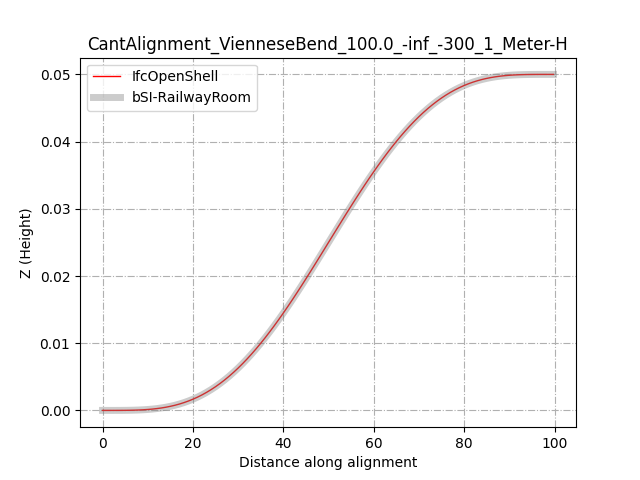 CantAlignment_VienneseBend_100.0_-inf_-300_1_Meter-H
IfcOpenShell
bSI-RailwayRoom
0.05
0.04
0.03
0.02
0.01
0.00
Z (Height)
0 20 40 60 80 100
Distance along alignment